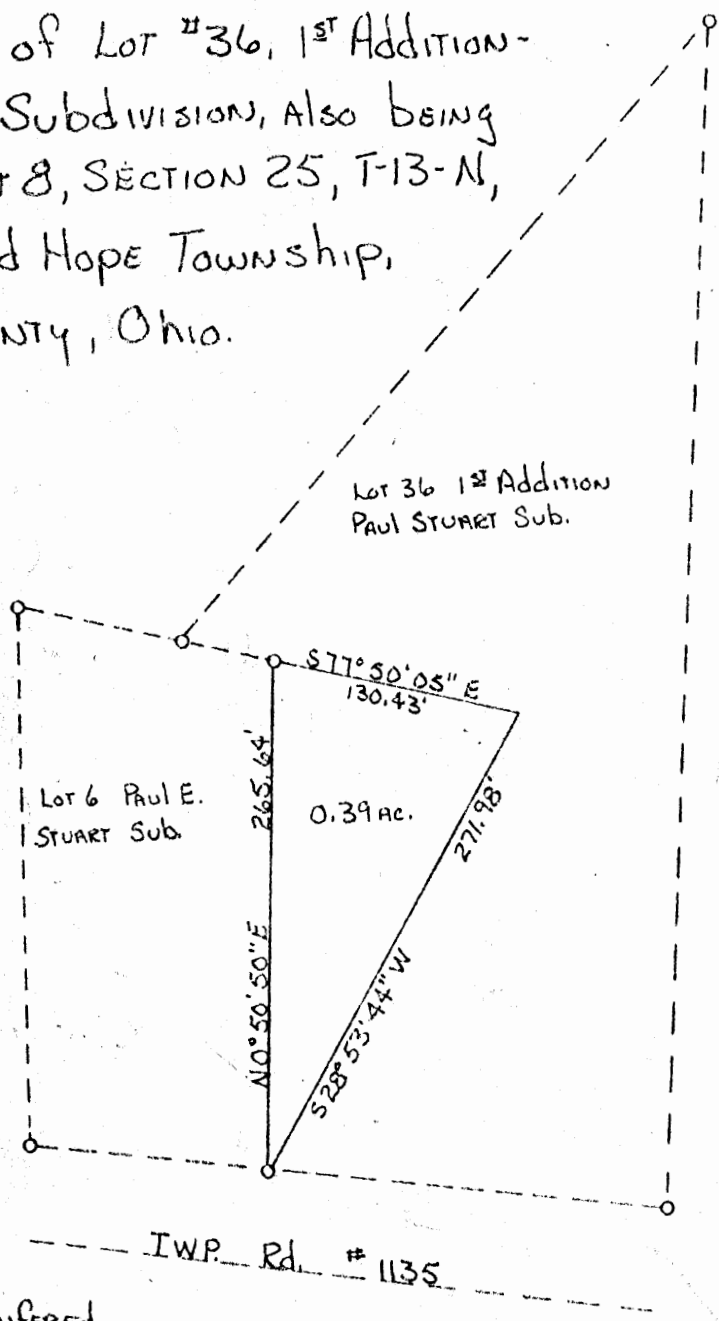 of Lot #36, 1ST Addition-
Subdivision, Also being
8, Section 25, T-13-N,
Hope Township,
Ohio.
Lot 36 1ST Addition
Paul Stuart Sub.
S77°50'05" E
130.43'
Lot 6 Paul E.
Stuart Sub.
265.64'
0.39 Ac.
271.98'
N0°50'50"E
S28°53'44"W
TWP. Rd. #1135